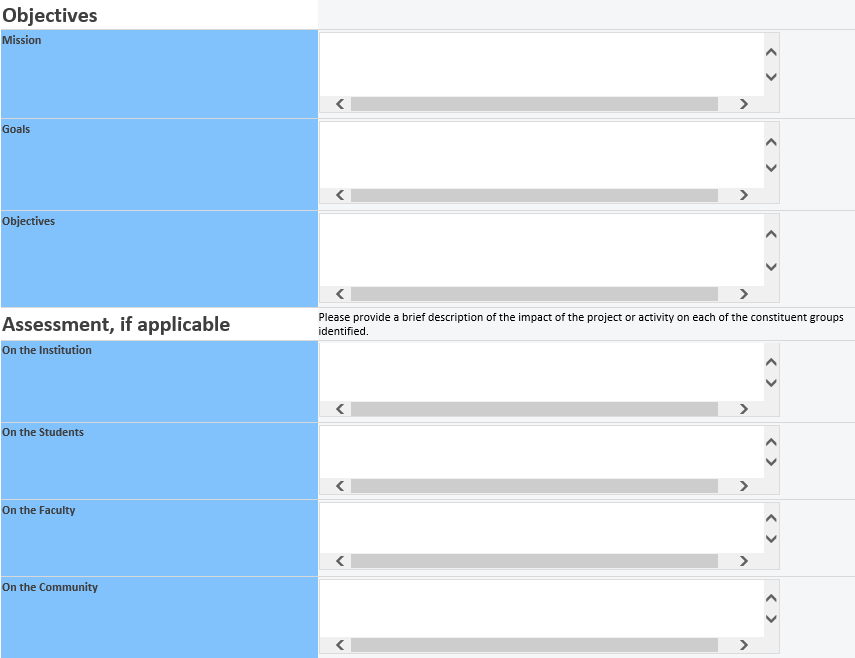 Objectives
Mission
Goals
Objectives
Assessment, if applicable
Please provide a brief description of the impact of the project or activity on each of the constituent groups
identified.
On the Institution
On the Students
On the Faculty
On the Community